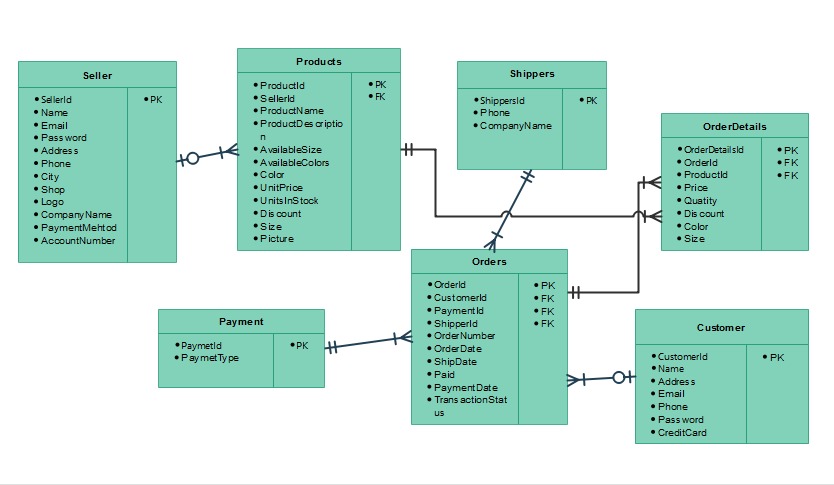 Seller
• SellerId
• Name
• Email
• Password
• Address
• Phone
• City
• Shop
• Logo
• CompanyName
• PaymentMehtod
• AccountNumber
• PK
Products
• ProductId
• SellerId
• ProductName
• ProductDescriptio
n
• AvailableSize
• AvailableColors
• Color
• UnitPrice
• UnitsInStock
• Discount
• Size
• Picture
• PK
• FK
Shippers
• ShippersId
• Phone
• CompanyName
• PK
OrderDetails
• OrderDetailsId
• OrderId
• ProductId
• Price
• Quatity
• Discount
• Color
• Size
• PK
• FK
• FK
Orders
• OrderId
• CustomerId
• PaymentId
• ShipperId
• OrderNumber
• OrderDate
• ShipDate
• Paid
• PaymentDate
• TransactionStat
us
• PK
• FK
• FK
• FK
Payment
• PaymetId
• PaymetType
• PK
Customer
• CustomerId
• Name
• Address
• Email
• Phone
• Password
• CreditCard
• PK